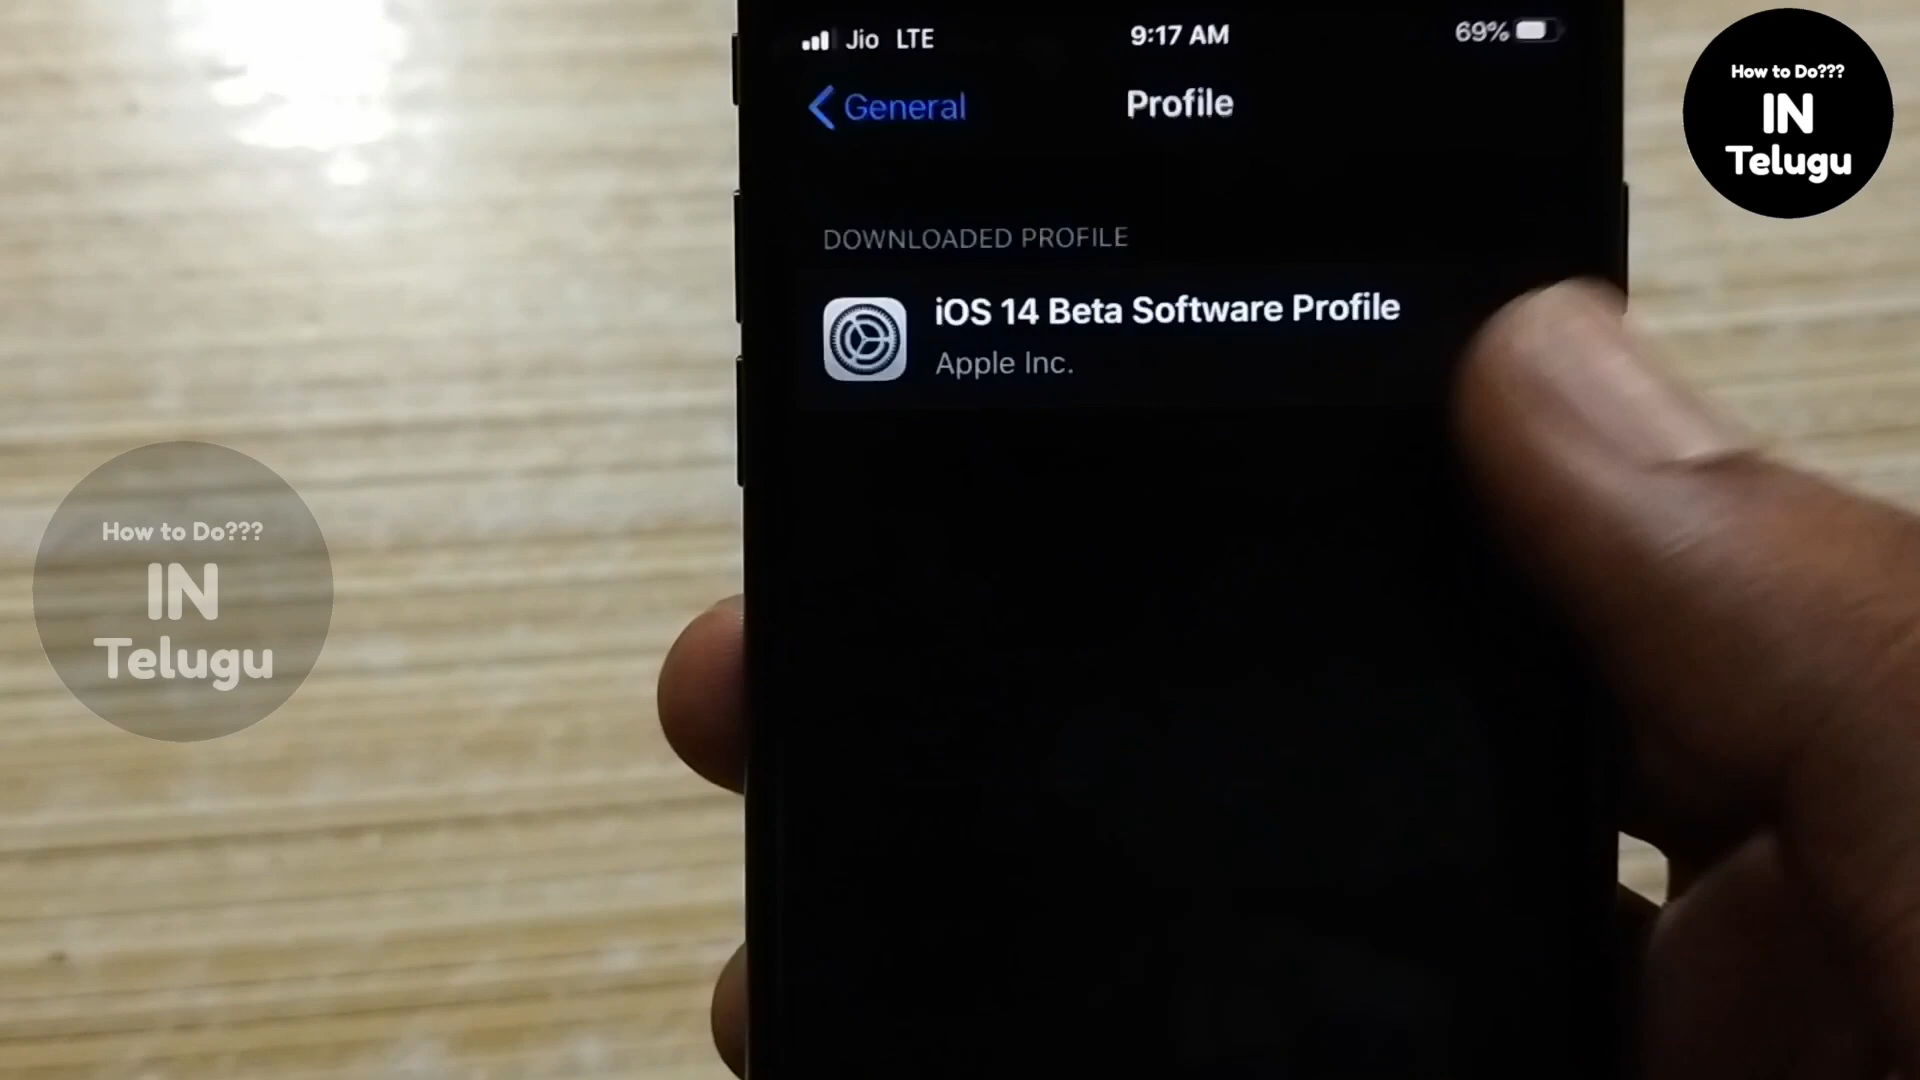 Jio LTE 9:17 AM 69%
General Profile
DOWNLOADED PROFILE
iOS 14 Beta Software Profile
Apple Inc.
How to Do???
IN
Telugu
How to Do???
IN
Telugu